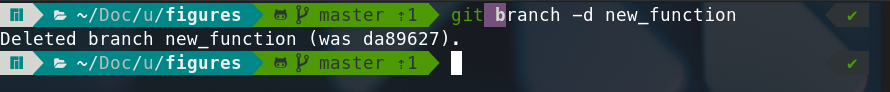 ~/Doc/u/figures master ⇡1 git branch -d new_function ✔
Deleted branch new_function (was da89627).
~/Doc/u/figures master ⇡1 ✔